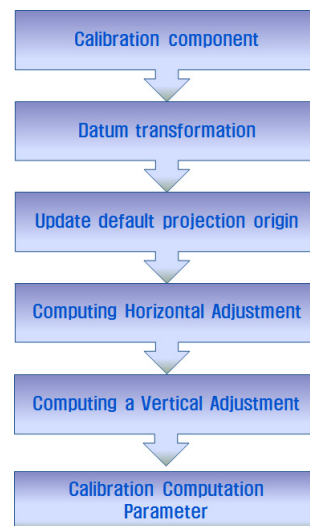 Calibration component
Datum transformation
Update default projection origin
Computing Horizontal Adjustment
Computing a Vertical Adjustment
Calibration Computation
Parameter